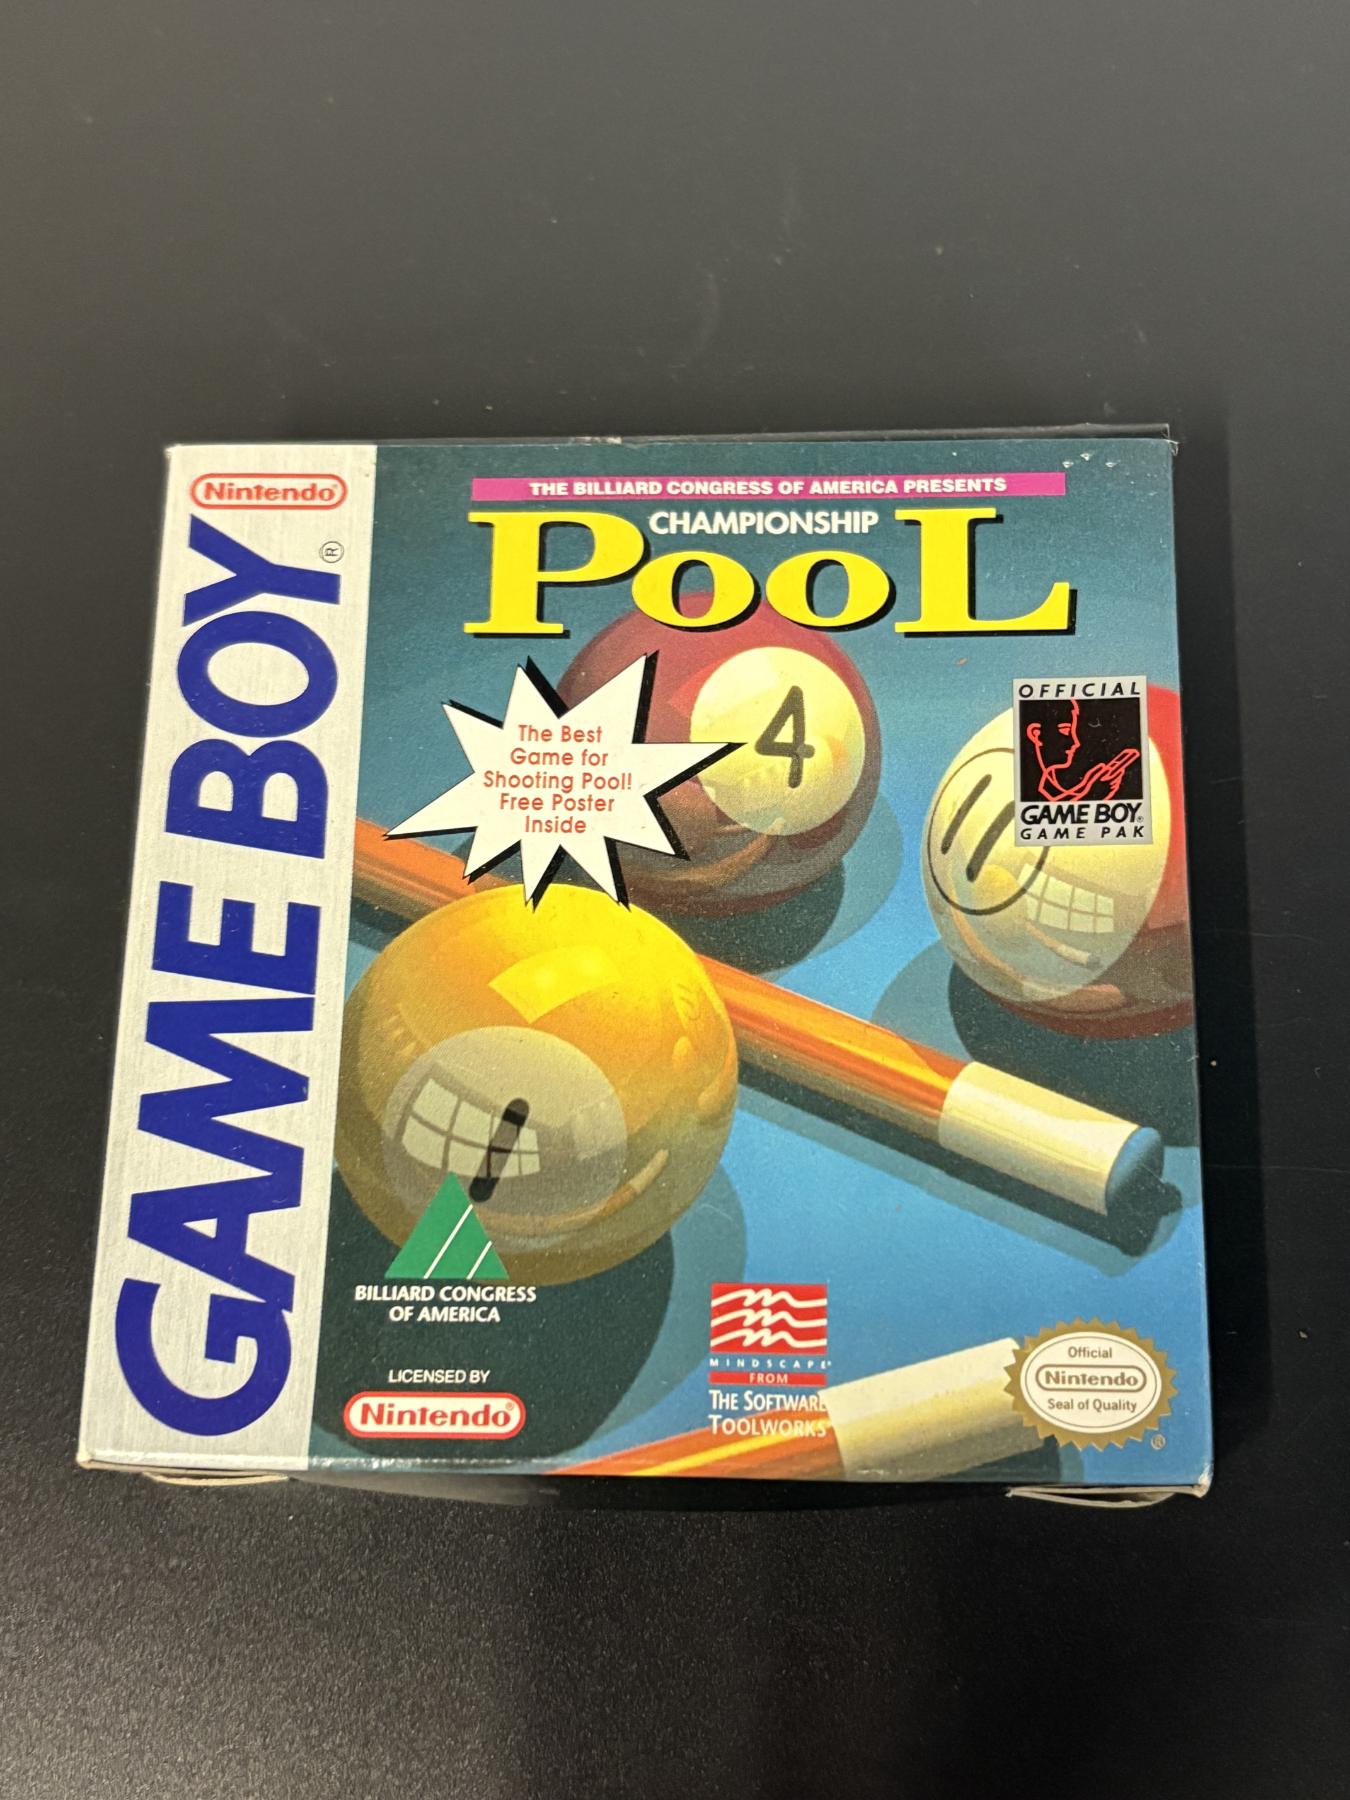 Nintendo®
GAME BOY®
THE BILLIARD CONGRESS OF AMERICA PRESENTS
CHAMPIONSHIP
POOL
The Best
Game for
Shooting Pool!
Free Poster
Inside
4
11
OFFICIAL
GAME BOY®
GAME PAK
1
BILLIARD CONGRESS
OF AMERICA
LICENSED BY
Nintendo®
MINDSCAPE®
FROM
THE SOFTWARE
TOOLWORKS®
Official
Nintendo
Seal of Quality
®